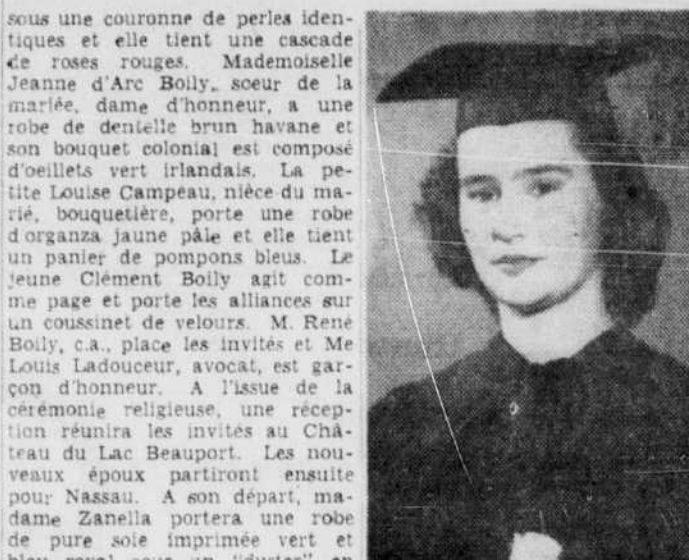 sous une couronne de perles iden-
tiques et elle tient une cascade
de roses rouges. Mademoiselle
Jeanne d'Arc Boily, soeur de la
mariée, dame d'honneur, a une
robe de dentelle brun havane et
son bouquet colonial est composé
d'oeillets vert irlandais. La pe-
tite Louise Campeau, nièce du ma-
rié, bouquetière, porte une robe
d'organza jaune pâle et elle tient
un panier de pompons bleus. Le
jeune Clément Boily agit com-
me page et porte les alliances sur
un coussinet de velours. M. René
Boily, c.a., place les invités et Me
Louis Ladouceur, avocat, est gar-
çon d'honneur. A l'issue de la
cérémonie religieuse, une récep-
tion réunira les invités au Châ-
teau du Lac Beauport. Les nou-
veaux époux partiront ensuite
pour Nassau. A son départ, ma-
dame Zanella portera une robe
de pure soie imprimée vert et
bleu royal sous un "duster" en